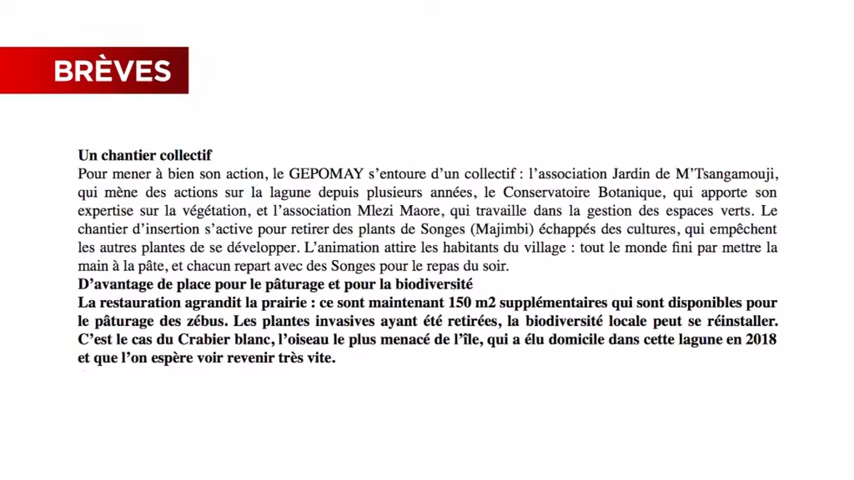 BRÈVES
Un chantier collectif
Pour mener à bien son action, le GEPOMAY s’entoure d’un collectif : l’association Jardin de M’Tsangamouji,
qui mène des actions sur la lagune depuis plusieurs années, le Conservatoire Botanique, qui apporte son
expertise sur la végétation, et l’association Mlezi Maore, qui travaille dans la gestion des espaces verts. Le
chantier d’insertion s’active pour retirer des plants de Songes (Majimbi) échappés des cultures, qui empêchent
les autres plantes de se développer. L’animation attire les habitants du village : tout le monde fini par mettre la
main à la pâte, et chacun repart avec des Songes pour le repas du soir.
D’avantage de place pour le pâturage et pour la biodiversité
La restauration agrandit la prairie : ce sont maintenant 150 m2 supplémentaires qui sont disponibles pour
le pâturage des zébus. Les plantes invasives ayant été retirées, la biodiversité locale peut se réinstaller.
C’est le cas du Crabier blanc, l’oiseau le plus menacé de l’île, qui a élu domicile dans cette lagune en 2018
et que l’on espère voir revenir très vite.